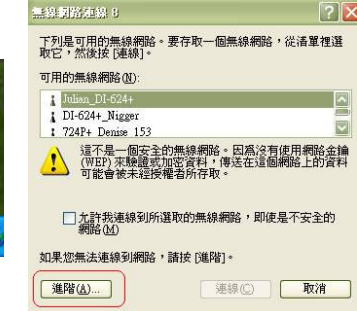 無線網路連線 8
下列是可用的無線網路。要存取一個無線網路，從清單裡選
取它，然後按 [連線]。
可用的無線網路(N):
Julian_DI-624+
DI-624+_Nigger
724P+ Denise 153
這不是一個安全的無線網路。因為沒有使用網路金鑰
(WEP) 來驗證或加密資料，傳送在這個網路上的資料
可能會被未經授權者所存取。
允許我連線到所選取的無線網路，即使是不安全的
網路(M)
如果您無法連線到網路，請按 [進階]。
進階(A)...
連線(C)
取消